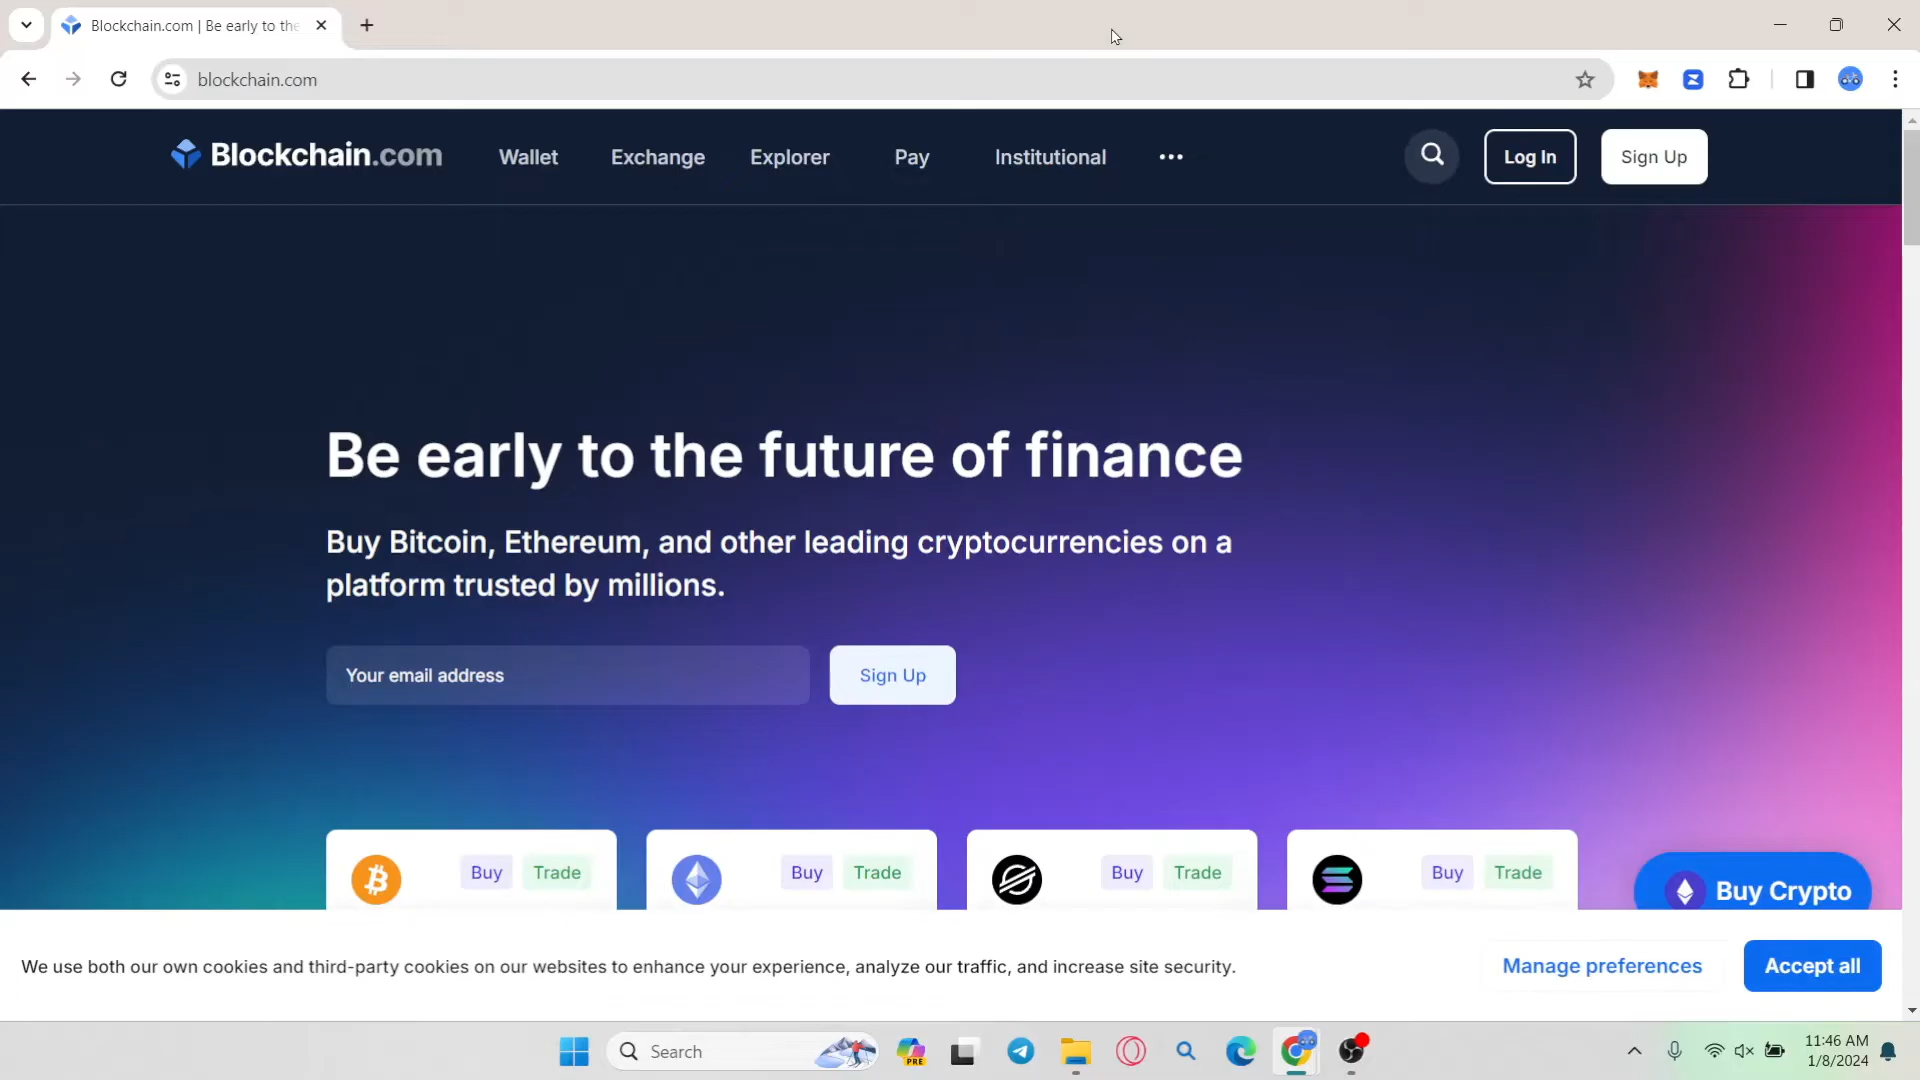 Blockchain.com | Be early to the
blockchain.com
Blockchain.com
Wallet
Exchange
Explorer
Pay
Institutional
Log In
Sign Up
Be early to the future of finance
Buy Bitcoin, Ethereum, and other leading cryptocurrencies on a
platform trusted by millions.
Your email address
Sign Up
Buy Trade
Buy Trade
Buy Trade
Buy Trade
Buy Crypto
We use both our own cookies and third-party cookies on our websites to enhance your experience, analyze our traffic, and increase site security.
Manage preferences
Accept all
Search
PRE
11:46 AM
1/8/2024